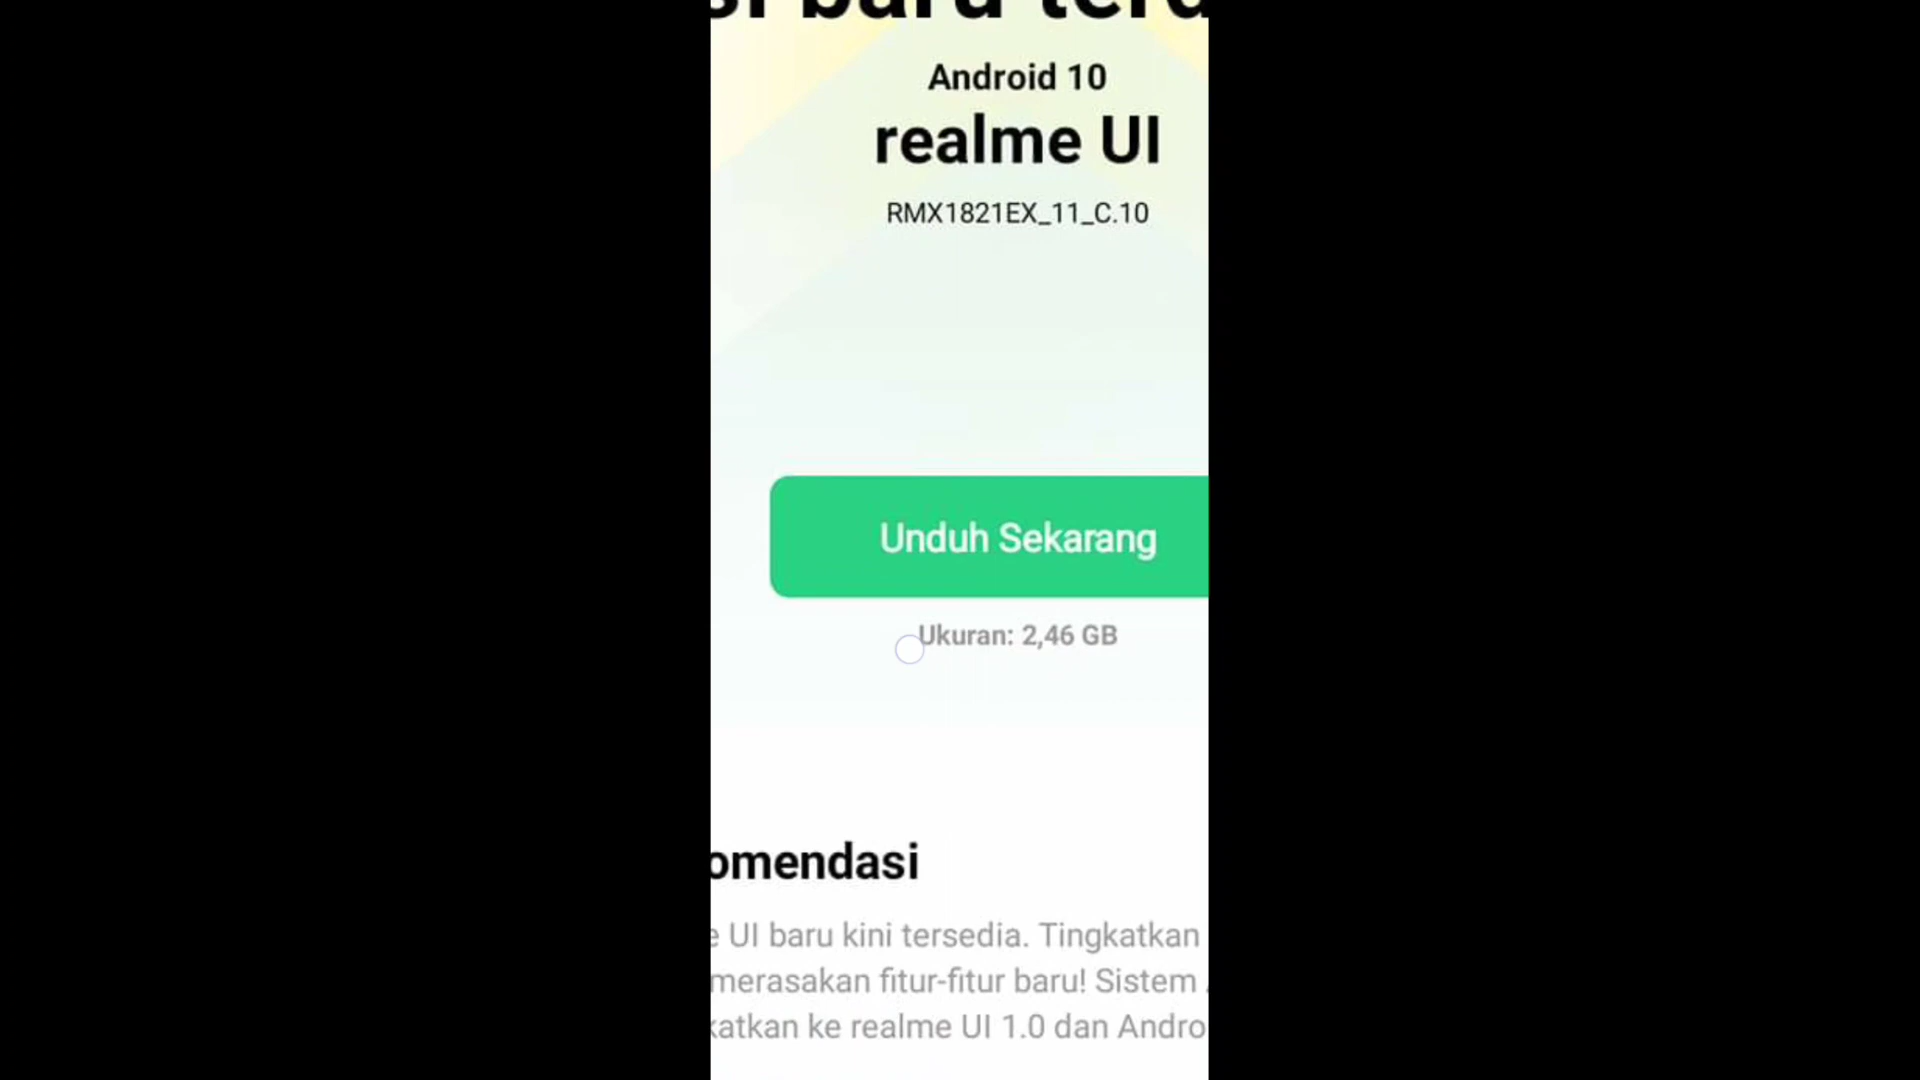 baru
Android 10
realme UI
RMX1821EX_11_C.10
Unduh Sekarang
Ukuran: 2,46 GB
omendasi
e UI baru kini tersedia. Tingkatkan
merasakan fitur-fitur baru! Sistem
katkan ke realme UI 1.0 dan Andro